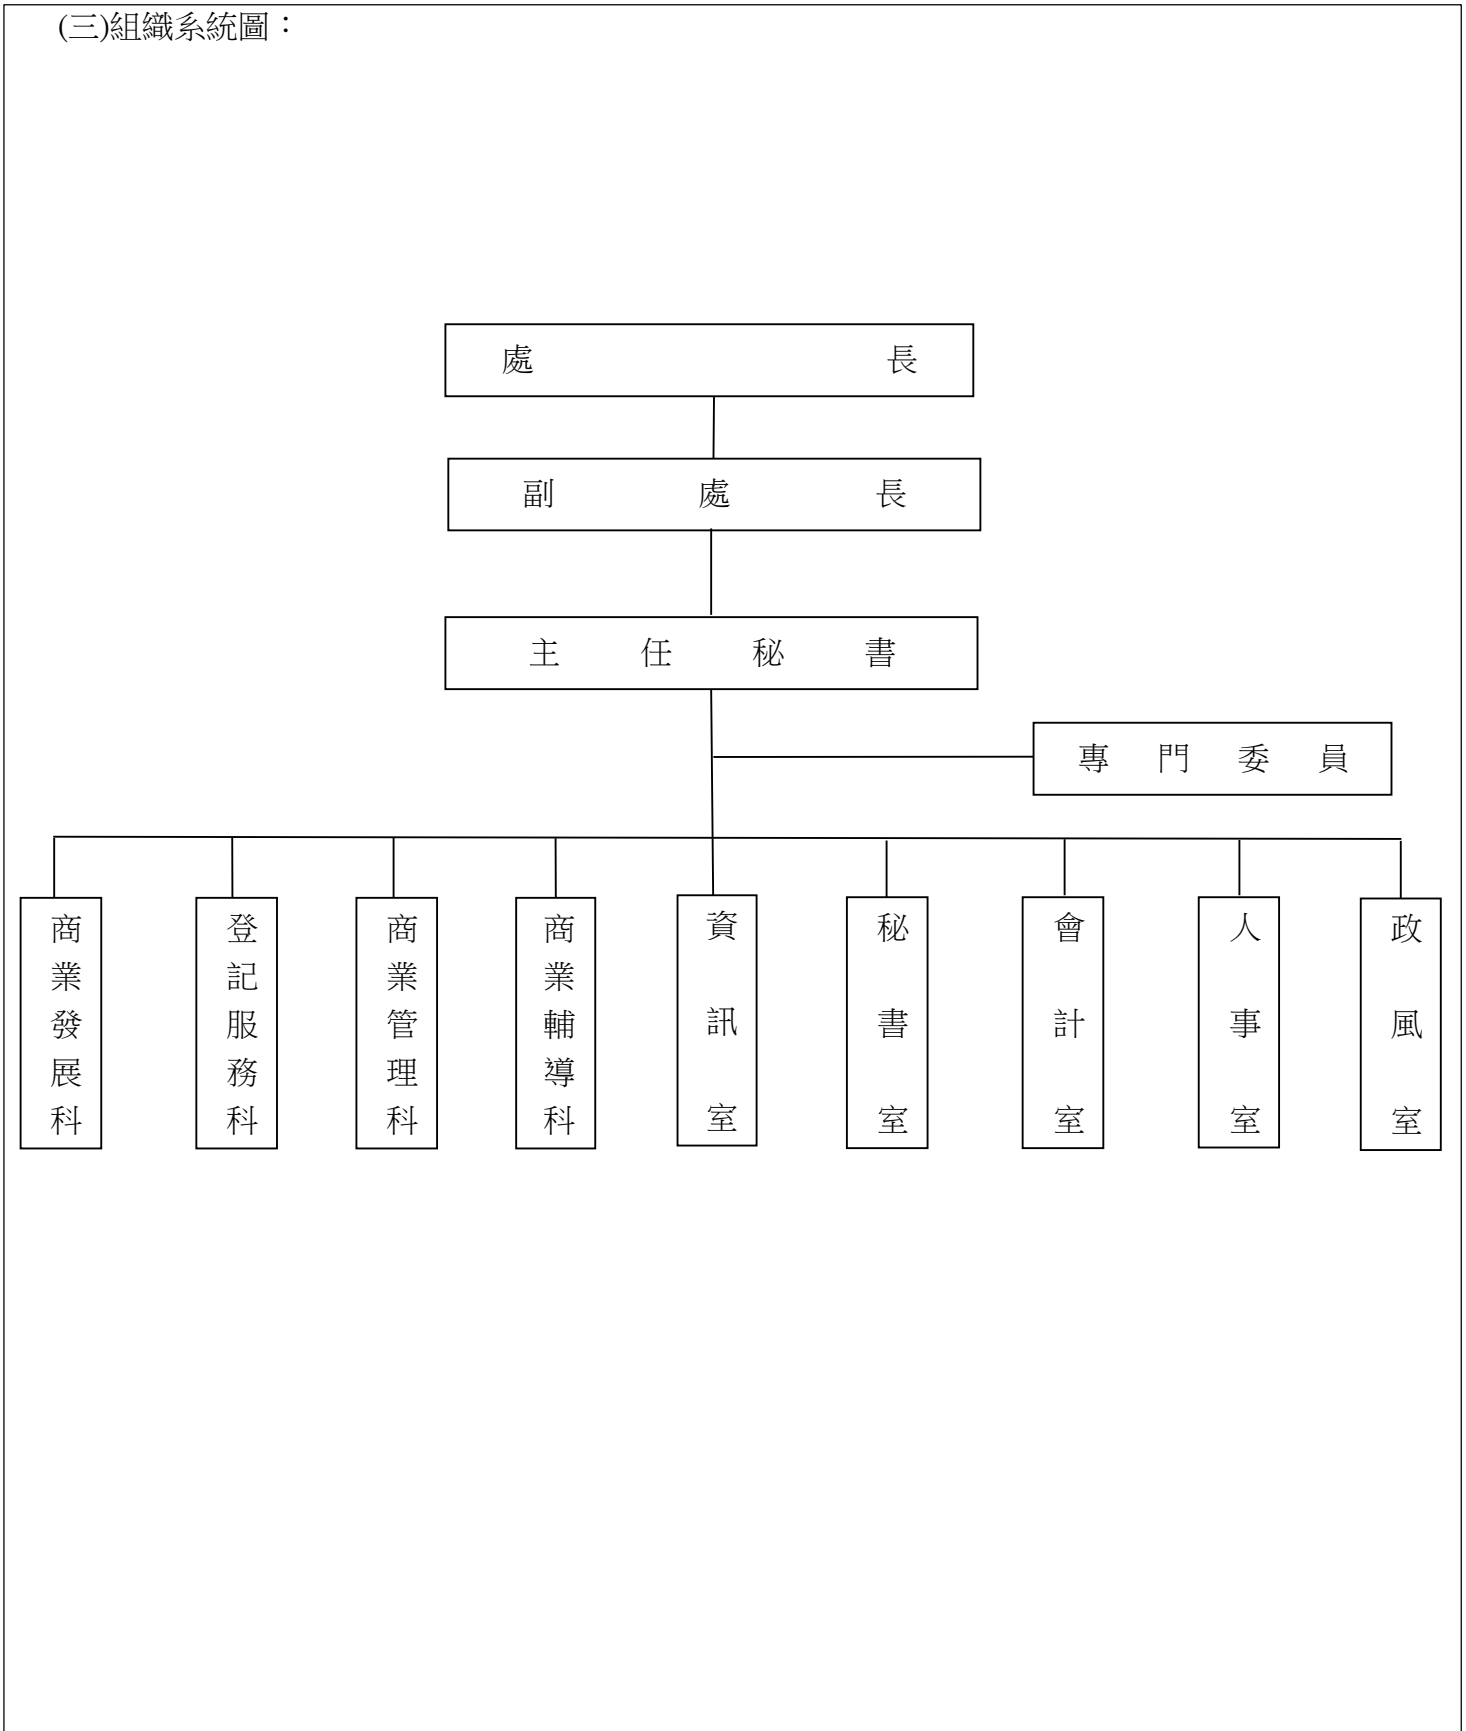 (三)組織系統圖：
處長
副處長
主任秘書
專門委員
商業發展科
登記服務科
商業管理科
商業輔導科
資訊室
秘書室
會計室
人事室
政風室